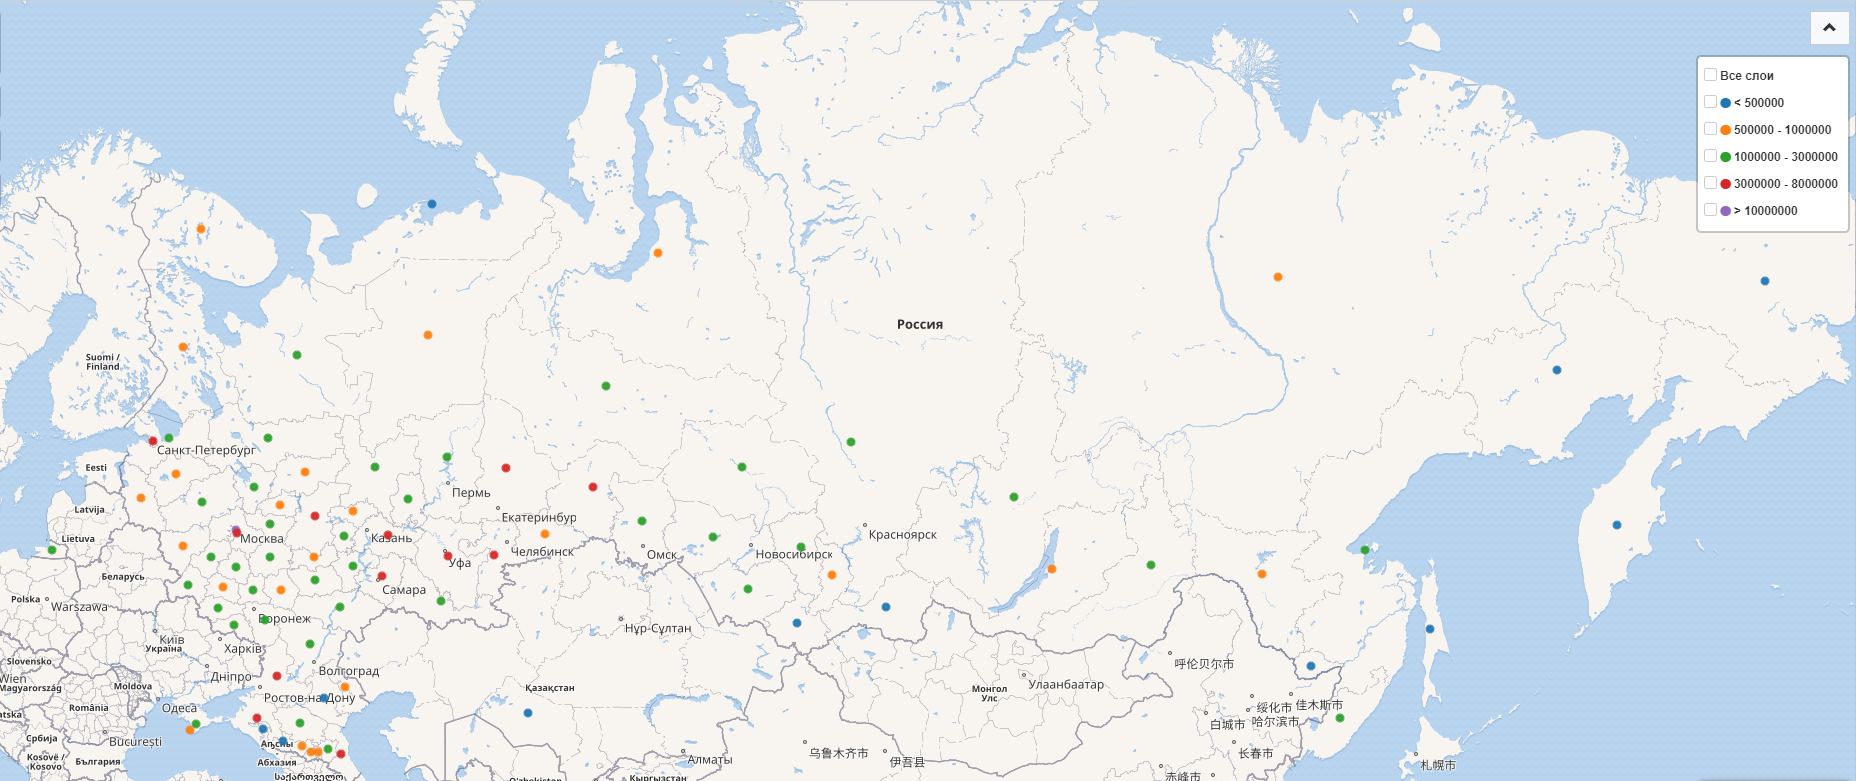 Все слои
< 500000
500000 - 1000000
1000000 - 3000000
3000000 - 8000000
> 10000000
Россия
Suomi /
Finland
Санкт-Петербург
Eesti
Пермь
Latvija
Екатеринбург
Lietuva
Москва
Казань
Челябинск
Омск
Новосибирск
Красноярск
Уфа
Беларусь
Самара
Polska
Warszawa
Воронеж
Нұр-Сұлтан
Київ
Україна
Харків
Slovensko
Волгоград
Wien
Magyarország
Дніпро
Moldova
Қазақстан
Монгол
Улс
Улаанбаатар
呼伦贝尔市
Ростов-на-Дону
România
Одеса
绥化市
佳木斯市
白城市
哈尔滨市
Србија
București
Аҧсны
Абхазия
България
Kosovë /
Kosovo
Алматы
乌鲁木齐市
伊吾县
长春市
札幌市
საქართველო
O'zbekiston
Кыргызстан
赤峰市